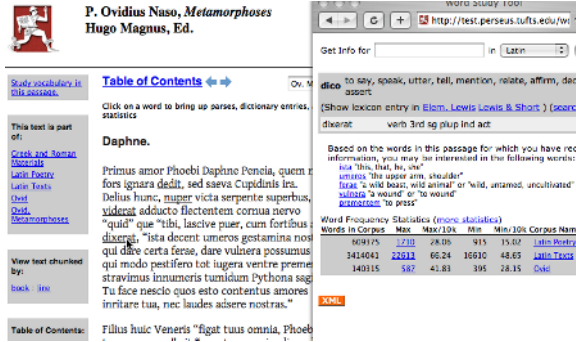 P. Ovidius Naso, Metamorphoses
Hugo Magnus, Ed.
Study vocabulary in
this passage.
This text is part
of:
Greek and Roman
Materials
Latin Poetry
Latin Texts
Ovid
Ovid,
Metamorphoses
View text chunked
by:
book : line
Table of Contents:
Table of Contents
Ov. M
Click on a word to bring up parses, dictionary entries,
statistics
Daphne.
Primus amor Phoebi Daphne Peneia, quem n
fors ignara dedit, sed saeva Cupidinis ira.
Delius hunc, nuper victa serpente superbus,
viderat adducto flectentem cornua nervo
"quid" que "tibi, lascive puer, cum fortibus
dixerat, "ista decent umeros gestamina nost
qui dare certa ferae, dare vulnera possumus
qui modo pestifero tot iugera ventre preme
stravimus innumeris tumidum Pythona sag
Tu face nescio quos esto contentus amores
inritare tua, nec laudes adsere nostras."
Filius huic Veneris "figat tuus omnia, Phoeb
Word Study Tool
http://test.perseus.tufts.edu/w
Get Info for
in
Latin
dico to say, speak, utter, tell, mention, relate, affirm, dec
assert
(Show lexicon entry in Elem. Lewis Lewis & Short ) (searc
dixerat verb 3rd sg plup ind act
Based on the words in this passage for which you have rec
information, you may be interested in the following words:
ista "this, that, he, she"
umeros "the upper arm, shoulder"
ferae "a wild beast, wild animal" or "wild, untamed, uncultivated"
vulnera "a wound" or "to wound"
prementem "to press"
Word Frequency Statistics (more statistics)
Words in Corpus Max Max/10k Min Min/10k Corpus Nam
609375 1710 28.06 915 15.02 Latin Poetry
3414041 22613 66.24 16610 48.65 Latin Texts
140315 587 41.83 395 28.15 Ovid
XML